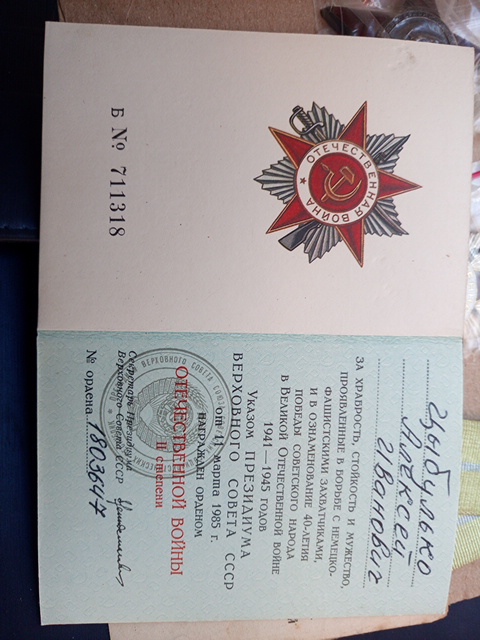 ОТЕЧЕСТВЕННАЯ ВОЙНА
Б № 711318
Цыбулько
Алексей
Иванович
ЗА ХРАБРОСТЬ, СТОЙКОСТЬ И МУЖЕСТВО,
ПРОЯВЛЕННЫЕ В БОРЬБЕ С НЕМЕЦКО-
ФАШИСТСКИМИ ЗАХВАТЧИКАМИ,
И В ОЗНАМЕНОВАНИЕ 40-ЛЕТИЯ
ПОБЕДЫ СОВЕТСКОГО НАРОДА
В ВЕЛИКОЙ ОТЕЧЕСТВЕННОЙ ВОЙНЕ
1941—1945 ГОДОВ
УКАЗОМ ПРЕЗИДИУМА
ВЕРХОВНОГО СОВЕТА СССР
от 11 марта 1985 г.
НАГРАЖДЕН ОРДЕНОМ
ОТЕЧЕСТВЕННОЙ ВОЙНЫ
II степени
Секретарь Президиума
Верховного Совета СССР
№ ордена 1803647